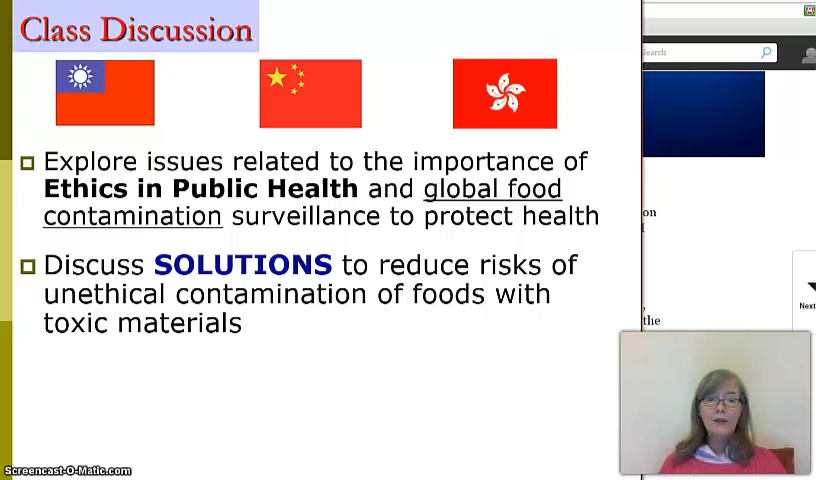 Class Discussion
Search
Explore issues related to the importance of
Ethics in Public Health and global food
contamination surveillance to protect health
on
Discuss SOLUTIONS to reduce risks of
unethical contamination of foods with
toxic materials
Next
the
Screencast-O-Matic.com